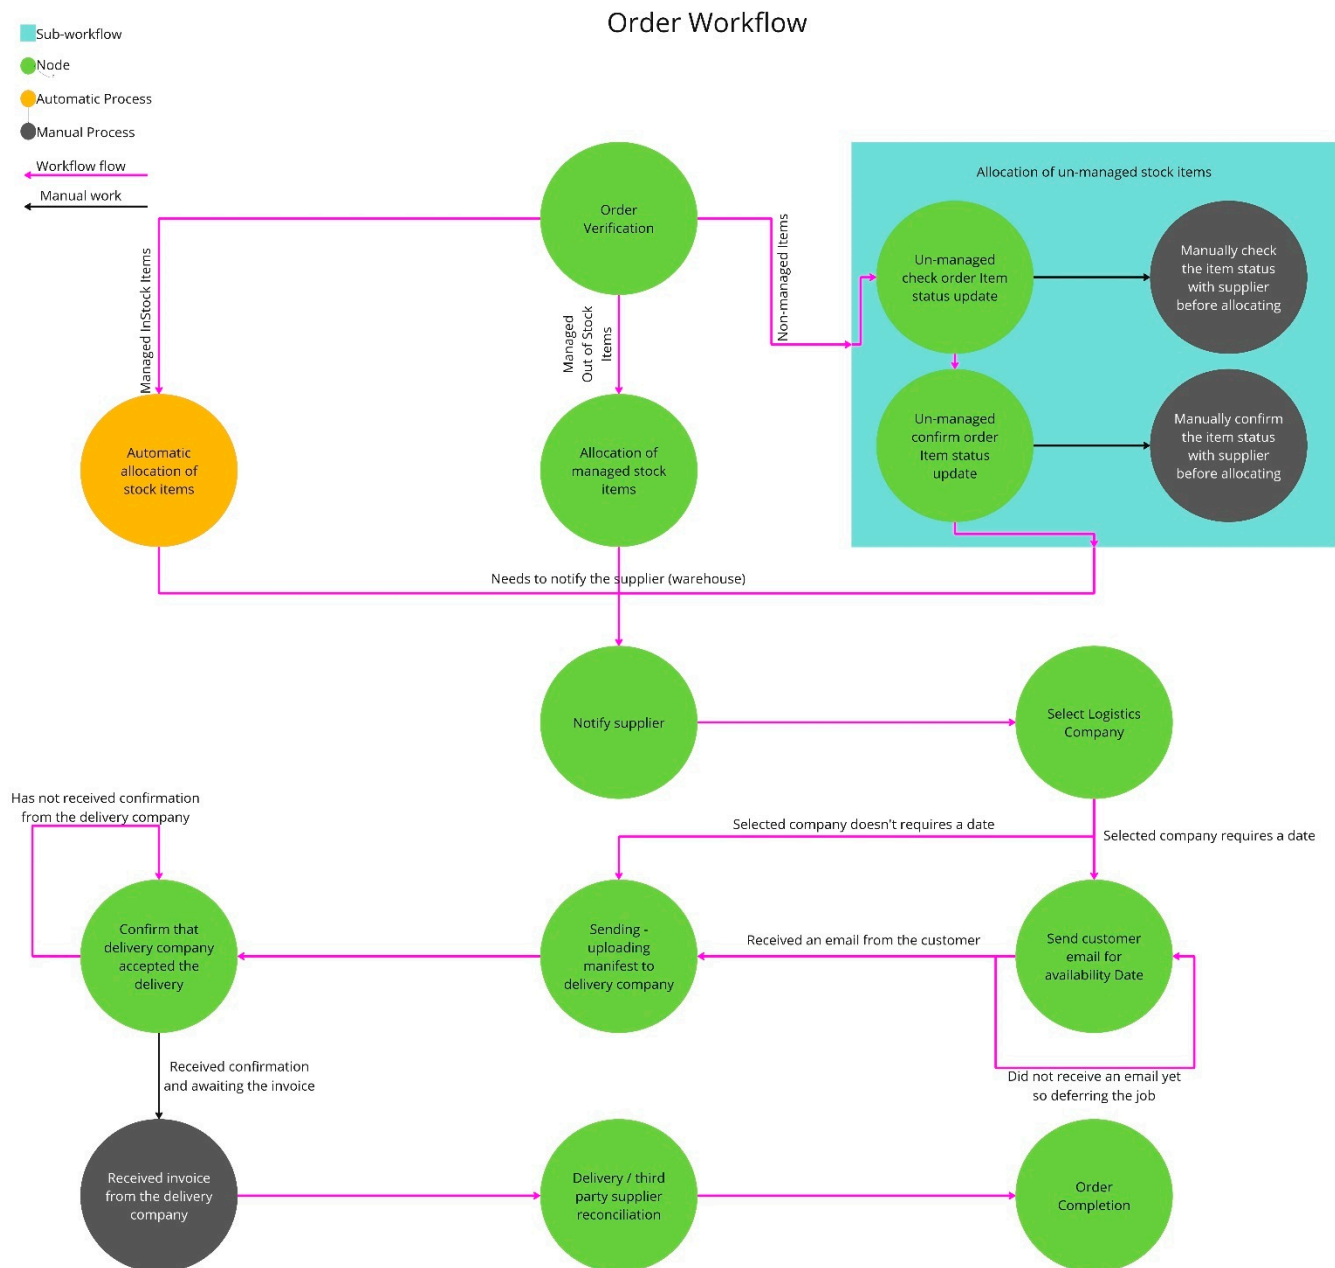 Order Workflow
Sub-workflow
Node
Automatic Process
Manual Process
Workflow flow
Manual work
Order
Verification
Managed InStock Items
Managed
Out of Stock
Items
Non-managed Items
Allocation of un-managed stock items
Un-managed
check order Item
status update
Manually check
the item status
with supplier
before allocating
Un-managed
confirm order
Item status
update
Manually confirm
the item status
with supplier
before allocating
Automatic
allocation of
stock items
Allocation of
managed stock
items
Needs to notify the supplier (warehouse)
Notify supplier
Select Logistics
Company
Has not received confirmation
from the delivery company
Selected company doesn't requires a date
Selected company requires a date
Confirm that
delivery company
accepted the
delivery
Sending -
uploading
manifest to
delivery company
Received an email from the customer
Send customer
email for
availability Date
Received confirmation
and awaiting the invoice
Did not receive an email yet
so deferring the job
Received invoice
from the delivery
company
Delivery / third
party supplier
reconciliation
Order
Completion